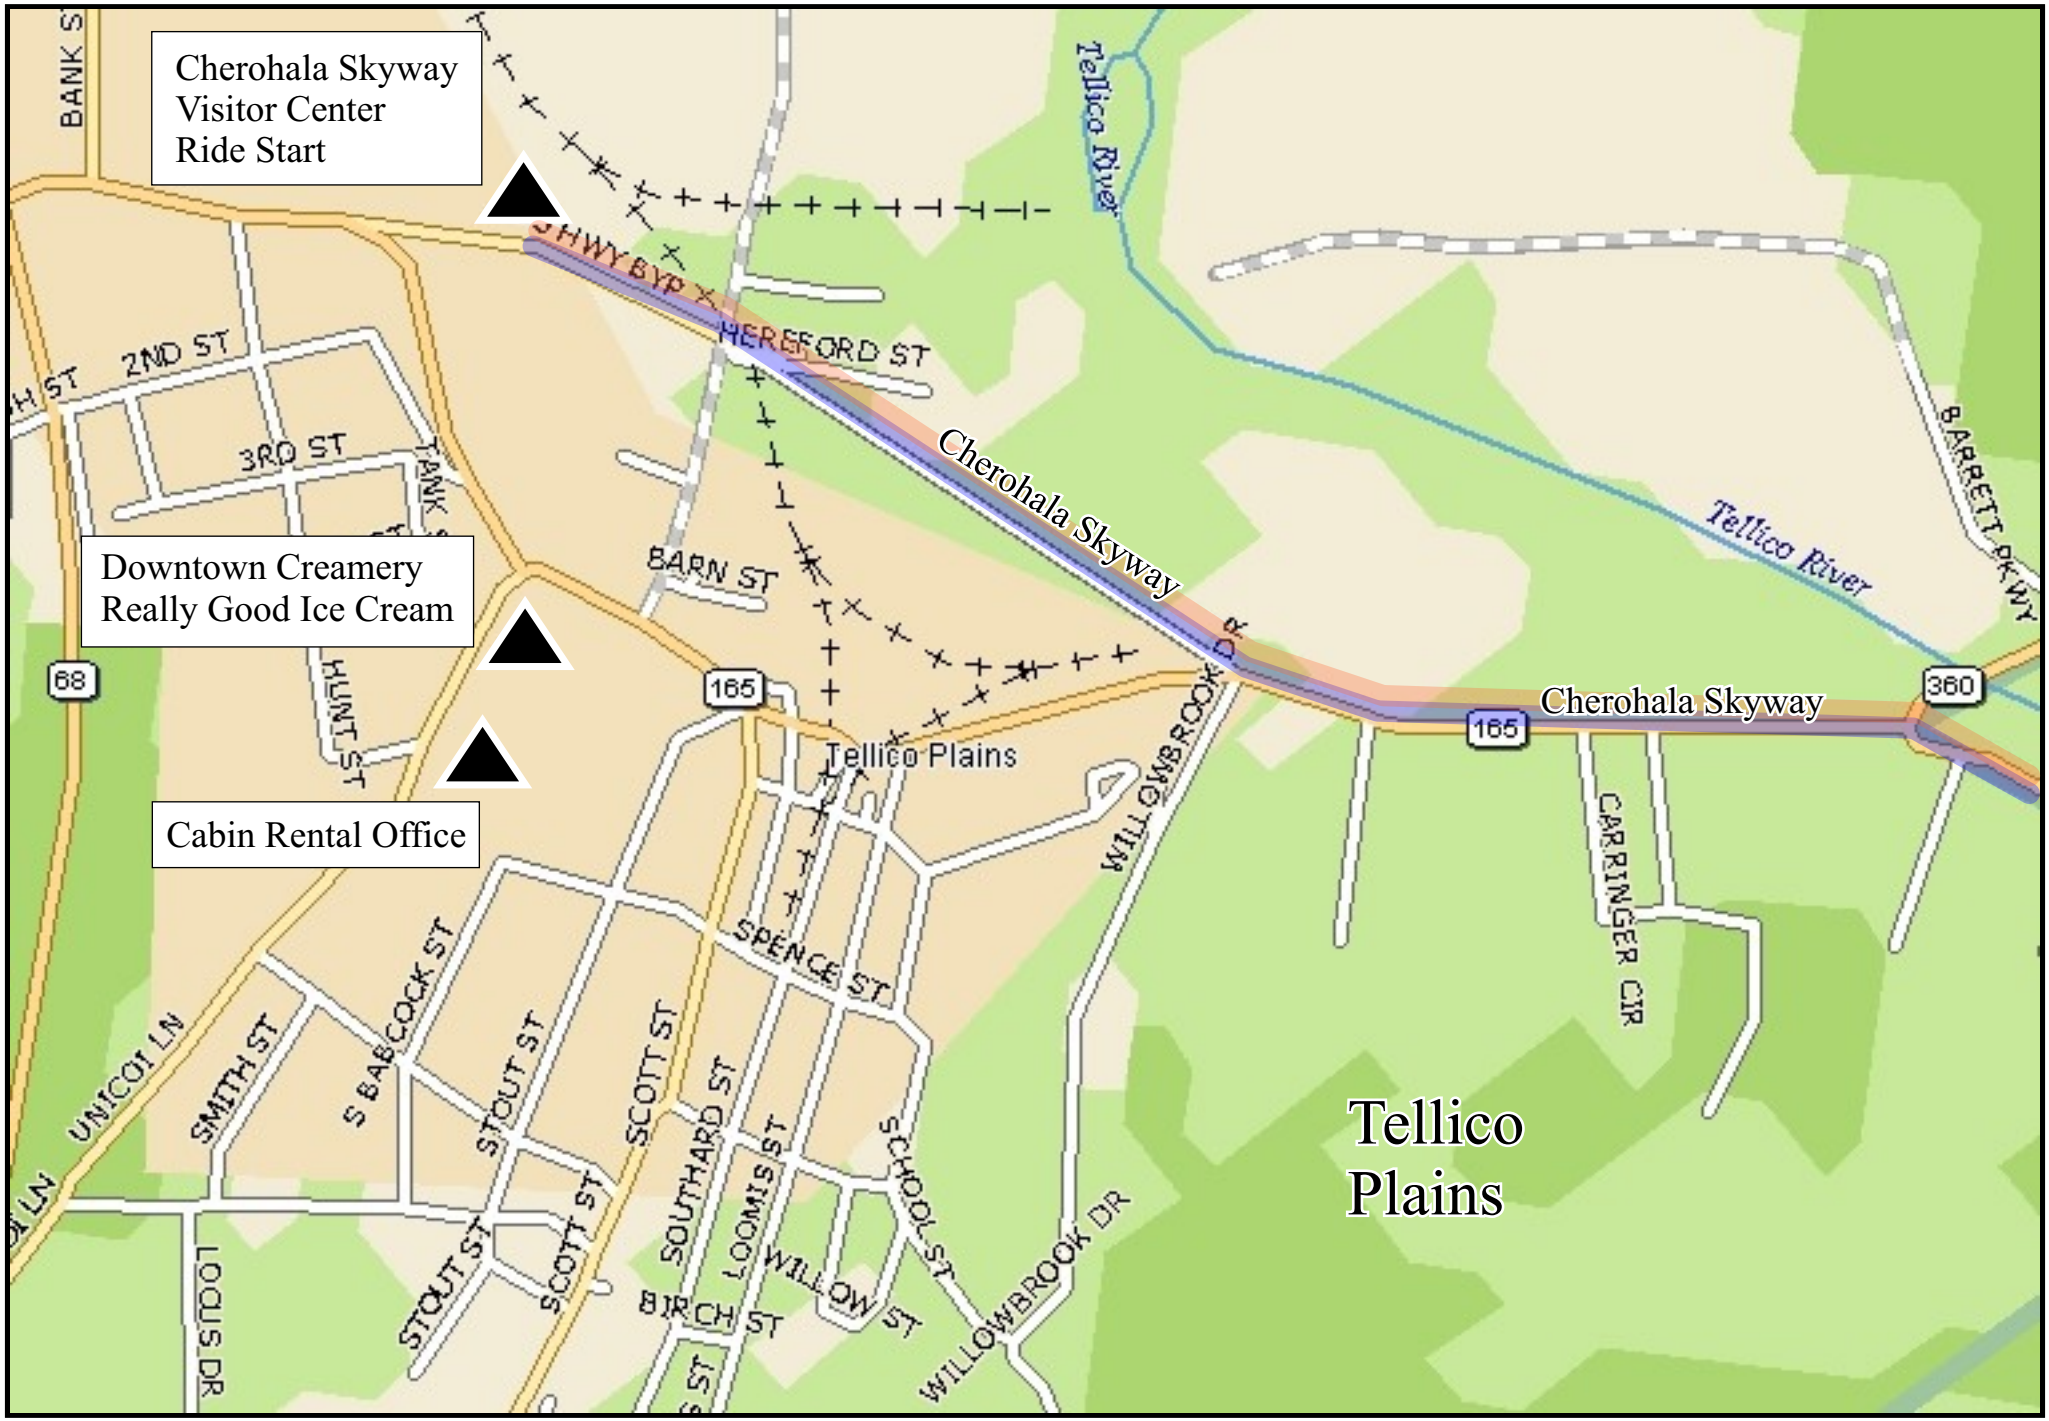 BANK
Cherohala Skyway
Visitor Center
Ride Start
Tellico River
HWY BYP
HEREFORD ST
2ND ST
ST
3RD ST
TANK
BARRETT PKWY
Cherohala Skyway
Tellico River
Downtown Creamery
Really Good Ice Cream
BARN ST
68
HUNT ST
165
WILLOWBROOK DR
360
Cherohala Skyway
165
Tellico Plains
Cabin Rental Office
CARRINGER CIR
SPENCE ST
UNICOI LN
SMITH ST
S BABCOCK ST
STOUT ST
SCOTT ST
SOUTHARD ST
LOOMIS ST
SCHOOL ST
Tellico
Plains
LN
LOCUS DR
STOUT ST
SCOTT ST
WILLOW ST
BIRCH ST
WILLOWBROOK DR
ST